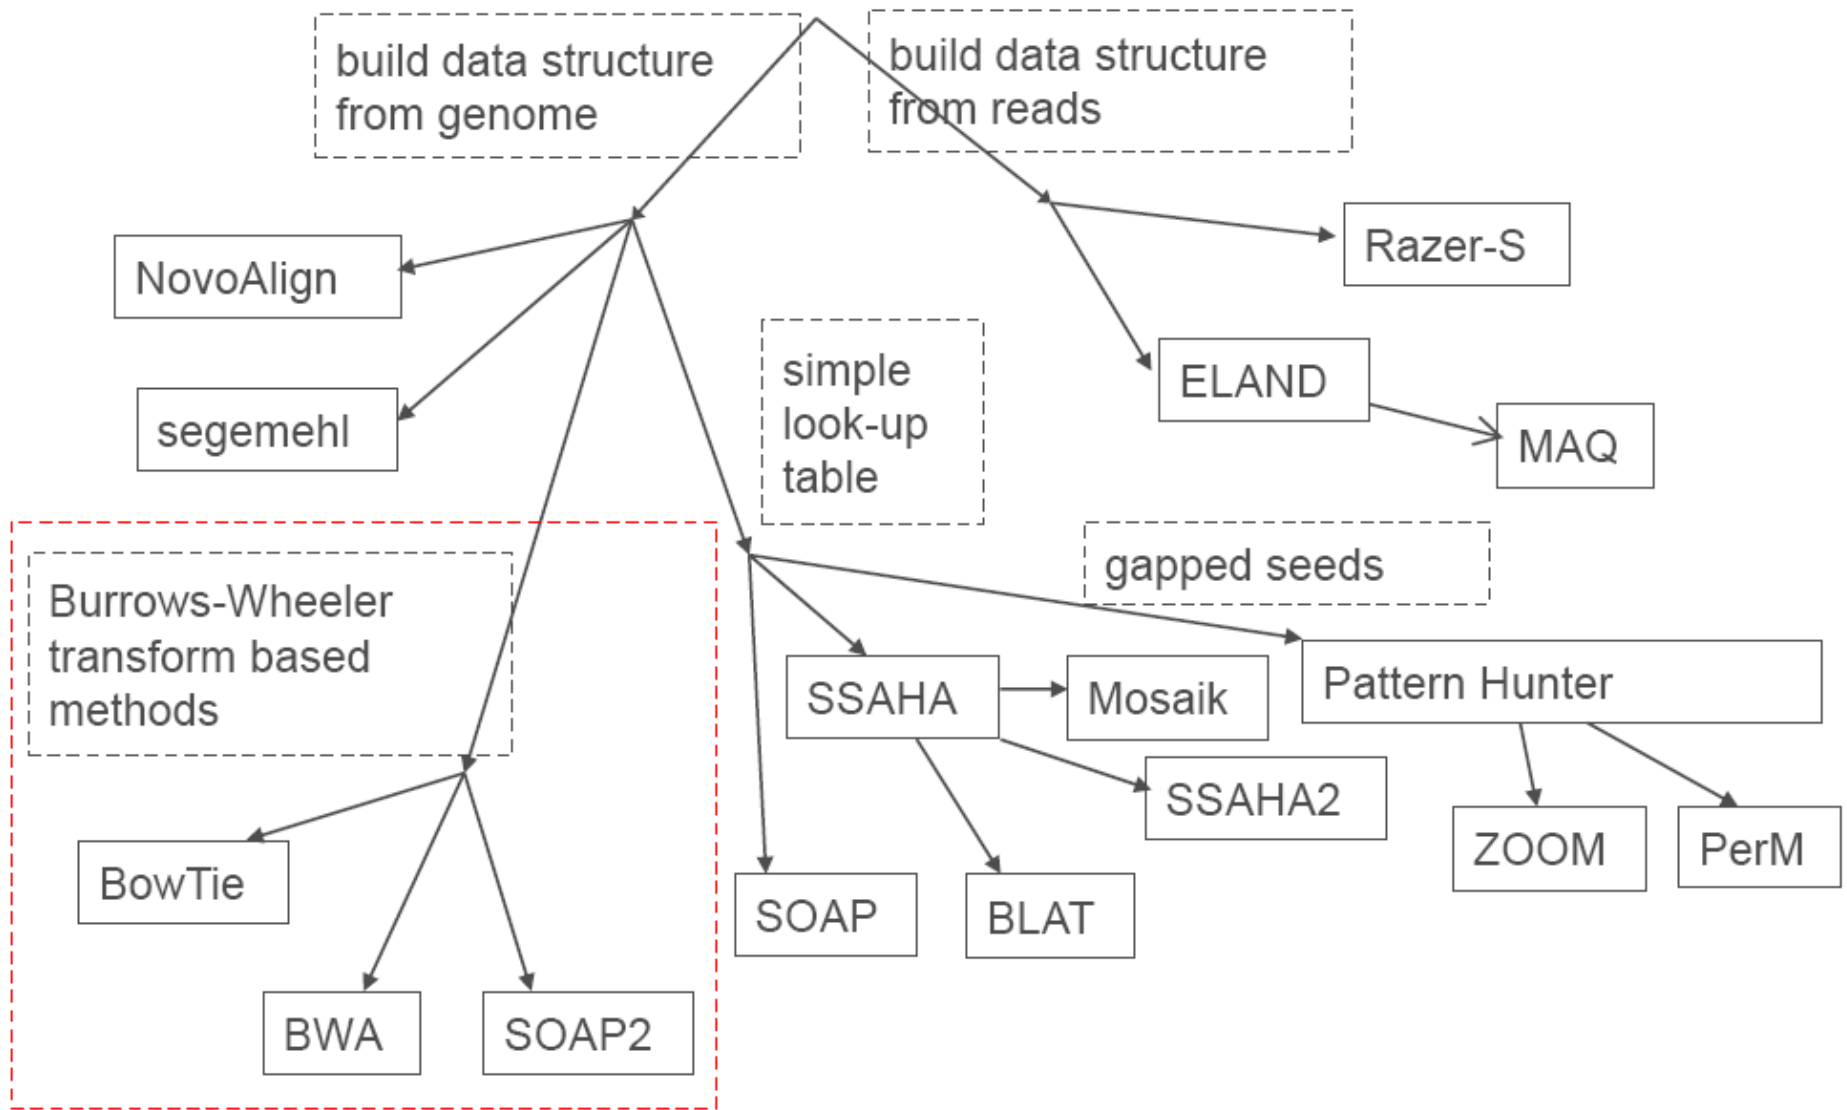 build data structure
from genome
build data structure
from reads
NovoAlign
Razer-S
segemehl
simple
look-up
table
ELAND
MAQ
Burrows-Wheeler
transform based
methods
gapped seeds
SSAHA
Mosaik
Pattern Hunter
SSAHA2
BowTie
SOAP
BLAT
ZOOM
PerM
BWA
SOAP2